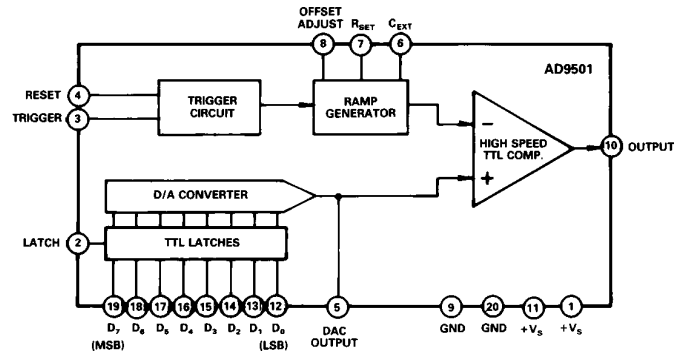 OFFSET ADJUST RSET CEXT
8 7 6
AD9501
RESET 4
TRIGGER 3
TRIGGER CIRCUIT
RAMP GENERATOR
−
HIGH SPEED TTL COMP.
+
10 OUTPUT
D/A CONVERTER
LATCH 2
TTL LATCHES
19 18 17 16 15 14 13 12 5 9 20 11 1
D7 D6 D5 D4 D3 D2 D1 D0 DAC OUTPUT GND GND +VS +VS
(MSB) (LSB)